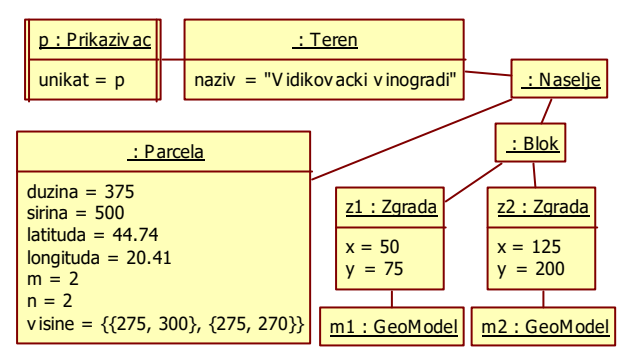 p : Prikazivac
unikat = p
: Teren
naziv = "Vidikovacki vinogradi"
: Naselje
: Parcela
duzina = 375
sirina = 500
latituda = 44.74
longituda = 20.41
m = 2
n = 2
visine = {{275, 300}, {275, 270}}
: Blok
z1 : Zgrada
x = 50
y = 75
z2 : Zgrada
x = 125
y = 200
m1 : GeoModel
m2 : GeoModel